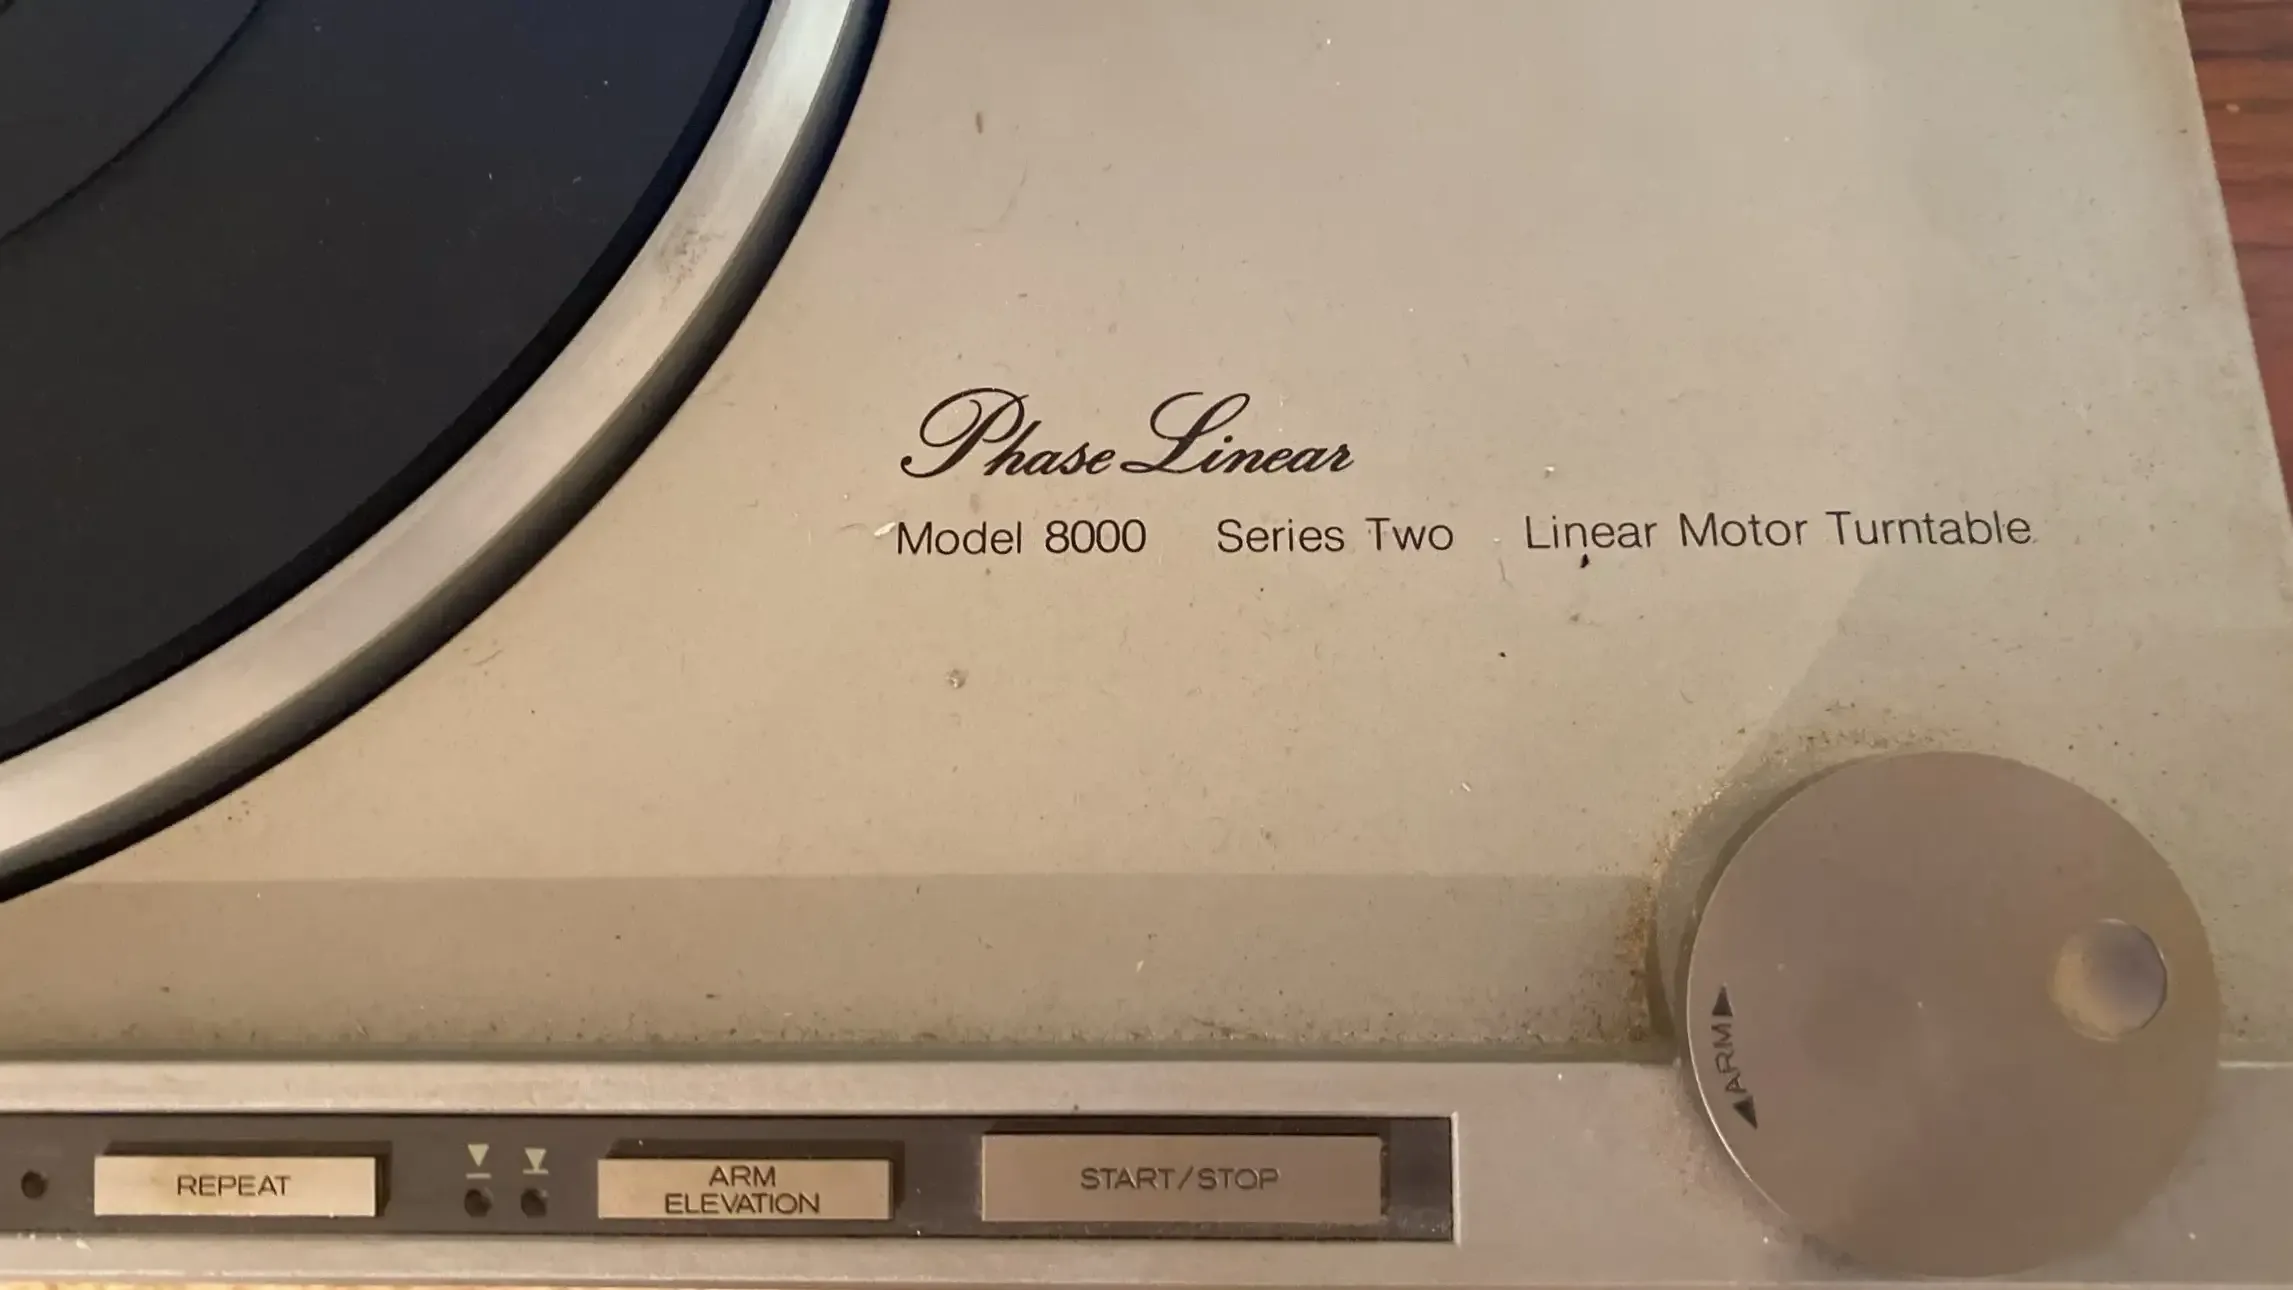 Phase Linear
Model 8000 Series Two Linear Motor Turntable
◀ARM▶
REPEAT
ARM
ELEVATION
START/STOP